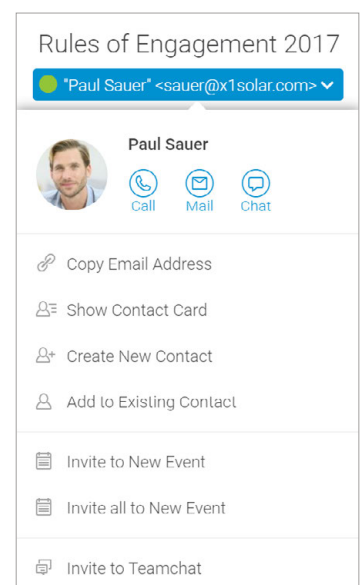 Rules of Engagement 2017
"Paul Sauer" <sauer@x1solar.com>
Paul Sauer
Call Mail Chat
Copy Email Address
Show Contact Card
Create New Contact
Add to Existing Contact
Invite to New Event
Invite all to New Event
Invite to Teamchat